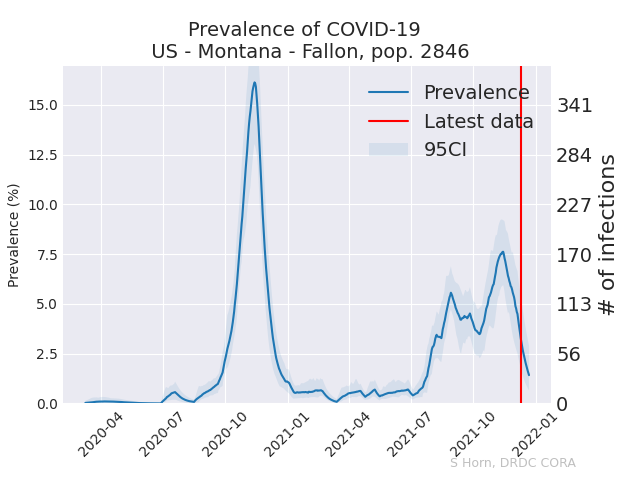 Prevalence of COVID-19
US - Montana - Fallon, pop. 2846
Prevalence
Latest data
95CI
Prevalence (%)
15.0
12.5
10.0
7.5
5.0
2.5
0.0
341
284
227
170
113
56
0
# of infections
2020-04
2020-07
2020-10
2021-01
2021-04
2021-07
2021-10
2022-01
S Horn, DRDC CORA